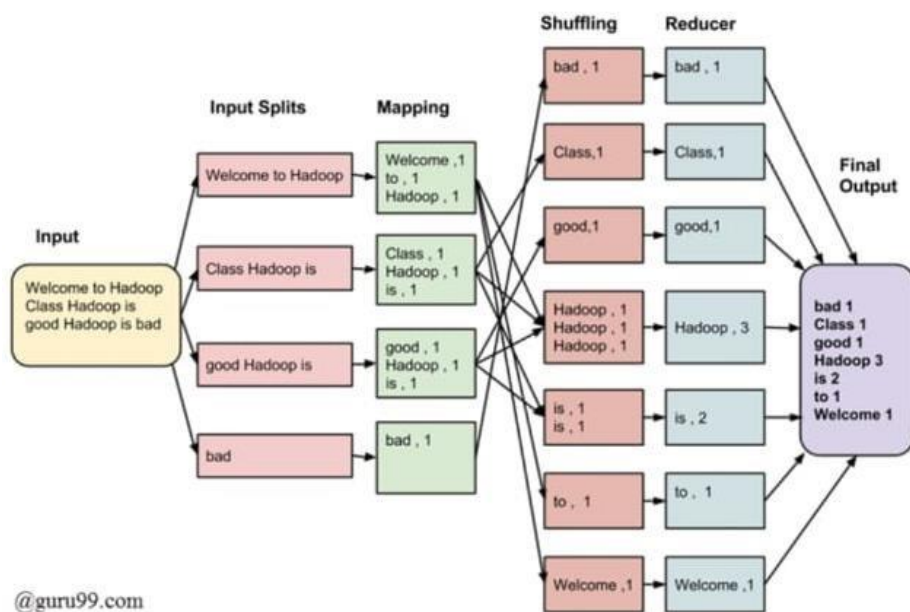 Shuffling
Reducer
Input Splits
Mapping
Final
Output
Input
Welcome to Hadoop
Class Hadoop is
good Hadoop is bad
Welcome to Hadoop
Class Hadoop is
good Hadoop is
bad
Welcome ,1
to , 1
Hadoop , 1
Class , 1
Hadoop , 1
is , 1
good , 1
Hadoop , 1
is , 1
bad , 1
bad , 1
Class,1
good,1
Hadoop , 1
Hadoop , 1
Hadoop , 1
is , 1
is , 1
to , 1
Welcome ,1
bad , 1
Class,1
good,1
Hadoop , 3
is , 2
to , 1
Welcome ,1
bad 1
Class 1
good 1
Hadoop 3
is 2
to 1
Welcome 1
@guru99.com